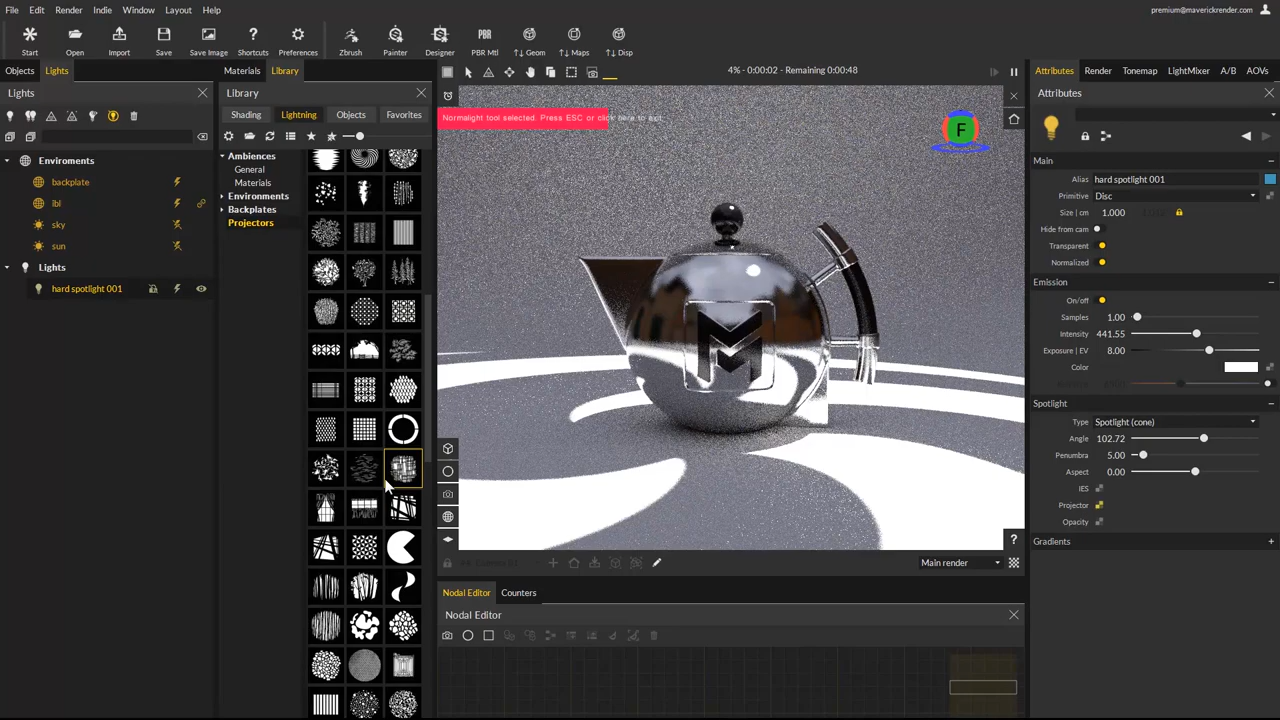 File Edit Render Indie Window Layout Help
premium@maverickrender.com
Start Open Import Save Save Image Shortcuts Preferences Zbrush Painter Designer PBR Mtl ↑↓ Geom ↑↓ Maps ↑↓ Disp
PBR
Objects Lights
Materials Library
4% - 0:00:02 - Remaining 0:00:48
Attributes Render Tonemap LightMixer A/B AOVs
Lights
Library
Attributes
Shading Lightning Objects Favorites
Normalight tool selected. Press ESC or click here to exit
F
Ambiences
General
Materials
Environments
Backplates
Projectors
Enviroments
backplate
ibl
sky
sun
Lights
hard spotlight 001
Main
Alias hard spotlight 001
Primitive Disc
Size | cm 1.000
Hide from cam
Transparent
Normalized
Emission
On/off
Samples 1.00
Intensity 441.55
Exposure | EV 8.00
Color
Spotlight
Type Spotlight (cone)
Angle 102.72
Penumbra 5.00
Aspect 0.00
IES
Projector
Opacity
Gradients
Main render
Nodal Editor Counters
Nodal Editor